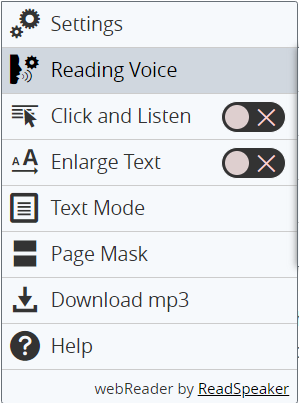 Settings
Reading Voice
Click and Listen
Enlarge Text
Text Mode
Page Mask
Download mp3
Help
webReader by ReadSpeaker